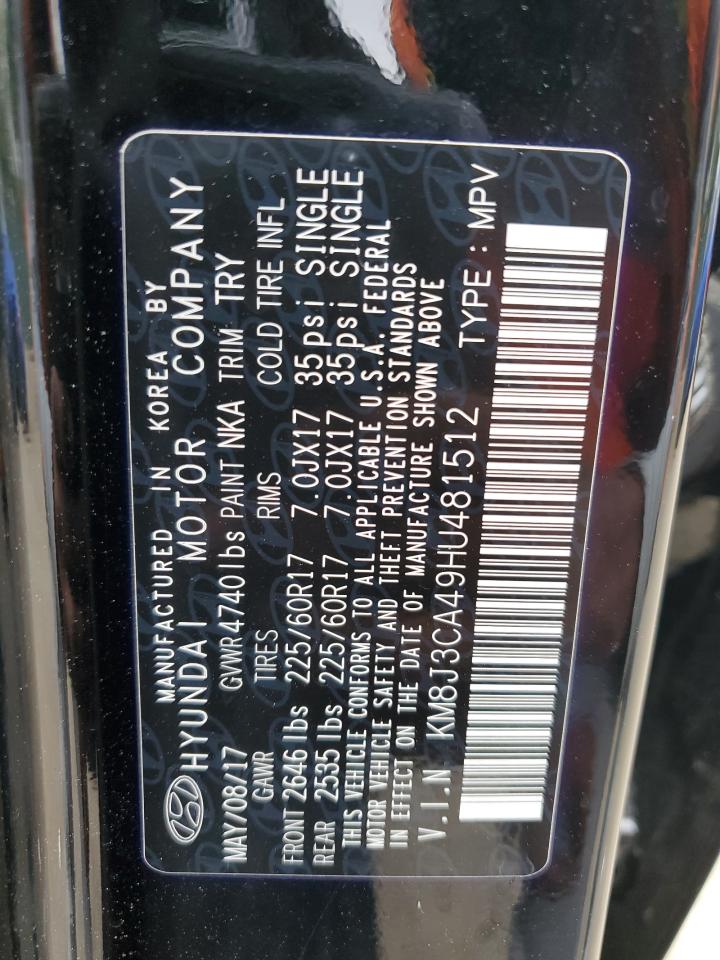 MANUFACTURED IN KOREA BY
HYUNDAI MOTOR COMPANY
MAY/08/17 GVWR 4740 lbs PAINT NKA TRIM TRY
GAWR TIRES RIMS COLD TIRE INFL
FRONT 2646 lbs 225/60R17 7.0JX17 35psi SINGLE
REAR 2535 lbs 225/60R17 7.0JX17 35psi SINGLE
THIS VEHICLE CONFORMS TO ALL APPLICABLE U.S.A. FEDERAL
MOTOR VEHICLE SAFETY AND THEFT PREVENTION STANDARDS
IN EFFECT ON THE DATE OF MANUFACTURE SHOWN ABOVE
V.I.N KM8J3CA49HU481512 TYPE : MPV